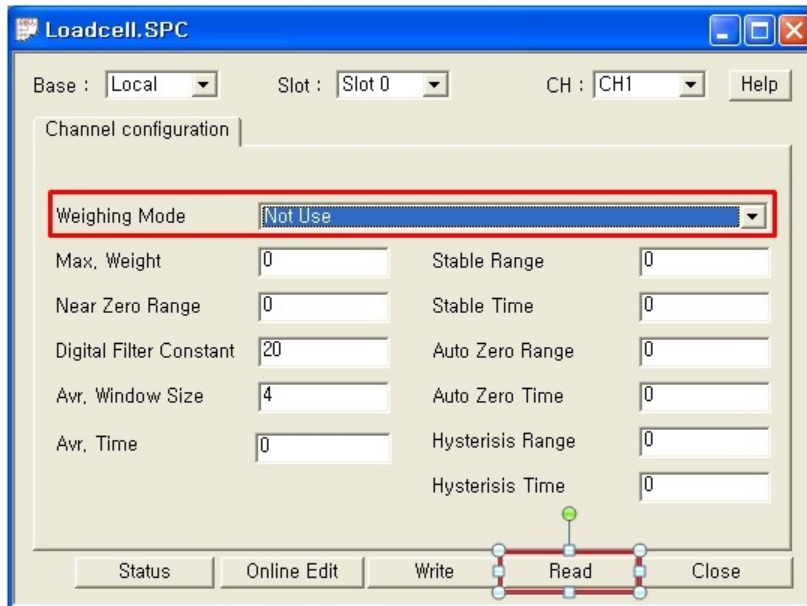 Loadcell.SPC
Base : Local Slot : Slot 0 CH : CH1 Help
Channel configuration
Weighing Mode Not Use
Max, Weight 0 Stable Range 0
Near Zero Range 0 Stable Time 0
Digital Filter Constant 20 Auto Zero Range 0
Avr, Window Size 4 Auto Zero Time 0
Avr, Time 0 Hysterisis Range 0
Hysterisis Time 0
Status Online Edit Write Read Close